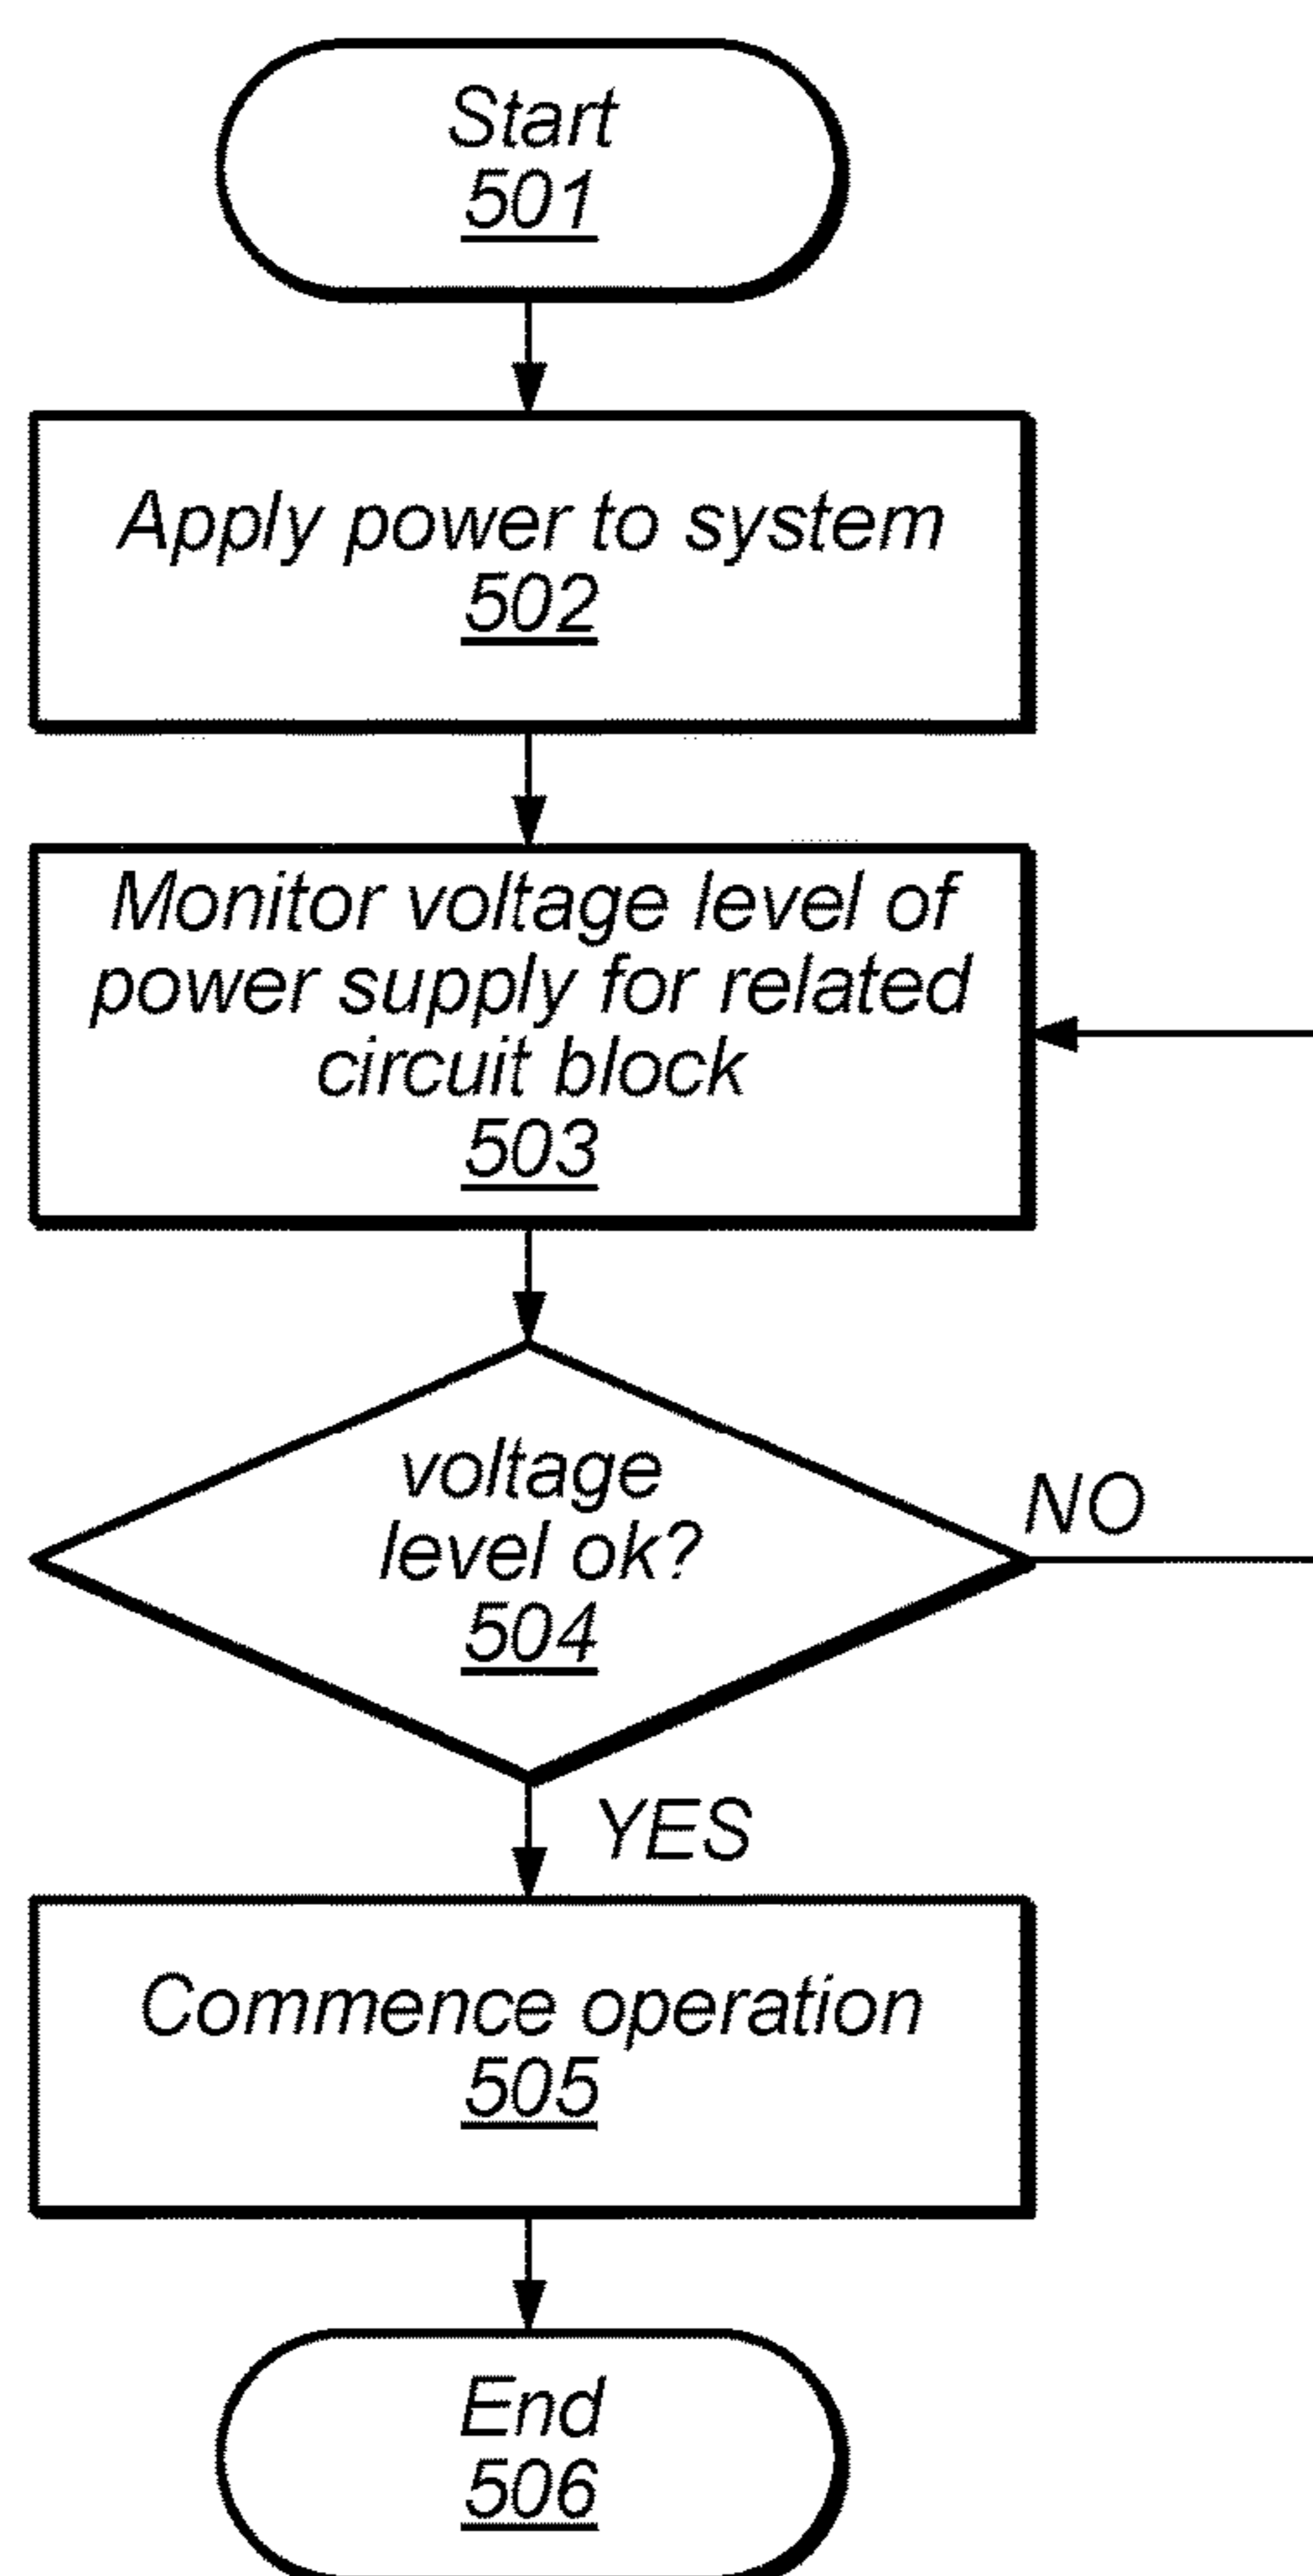 Start
501
Apply power to system
502
Monitor voltage level of
power supply for related
circuit block
503
voltage
level ok?
504
NO
YES
Commence operation
505
End
506